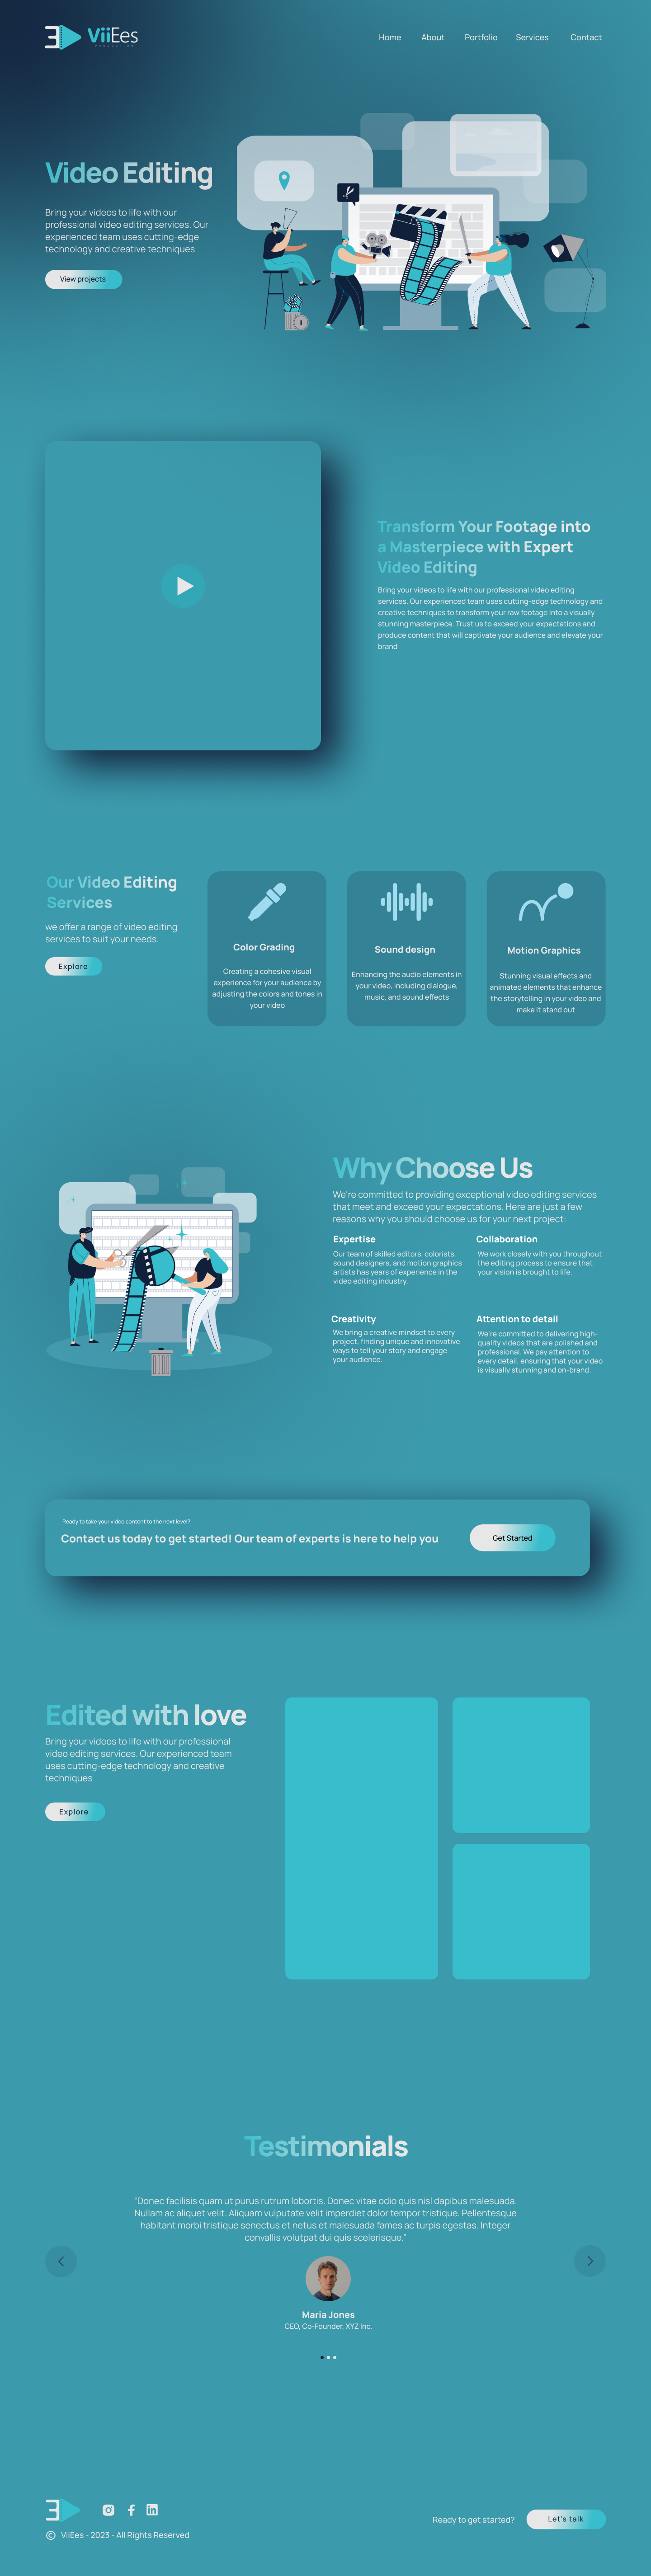 ViiEes
Home About Portfolio Services Contact
Video Editing
Bring your videos to life with our
professional video editing services. Our
experienced team uses cutting-edge
technology and creative techniques
View projects
Transform Your Footage into
a Masterpiece with Expert
Video Editing
Bring your videos to life with our professional video editing
services. Our experienced team uses cutting-edge technology and
creative techniques to transform your raw footage into a visually
stunning masterpiece. Trust us to exceed your expectations and
produce content that will captivate your audience and elevate your
brand
Our Video Editing
Services
we offer a range of video editing
services to suit your needs.
Explore
Color Grading
Creating a cohesive visual
experience for your audience by
adjusting the colors and tones in
your video
Sound design
Enhancing the audio elements in
your video, including dialogue,
music, and sound effects
Motion Graphics
Stunning visual effects and
animated elements that enhance
the storytelling in your video and
make it stand out
Why Choose Us
We're committed to providing exceptional video editing services
that meet and exceed your expectations. Here are just a few
reasons why you should choose us for your next project:
Expertise
Our team of skilled editors, colorists,
sound designers, and motion graphics
artists has years of experience in the
video editing industry.
Collaboration
We work closely with you throughout
the editing process to ensure that
your vision is brought to life.
Creativity
We bring a creative mindset to every
project, finding unique and innovative
ways to tell your story and engage
your audience.
Attention to detail
We're committed to delivering high-
quality videos that are polished and
professional. We pay attention to
every detail, ensuring that your video
is visually stunning and on-brand.
Ready to take your video content to the next level?
Contact us today to get started! Our team of experts is here to help you
Get Started
Edited with love
Bring your videos to life with our professional
video editing services. Our experienced team
uses cutting-edge technology and creative
techniques
Explore
Testimonials
“Donec facilisis quam ut purus rutrum lobortis. Donec vitae odio quis nisl dapibus malesuada.
Nullam ac aliquet velit. Aliquam vulputate velit imperdiet dolor tempor tristique. Pellentesque
habitant morbi tristique senectus et netus et malesuada fames ac turpis egestas. Integer
convallis volutpat dui quis scelerisque.”
Maria Jones
CEO, Co-Founder, XYZ Inc.
Ready to get started?
Let's talk
© ViiEes - 2023 - All Rights Reserved